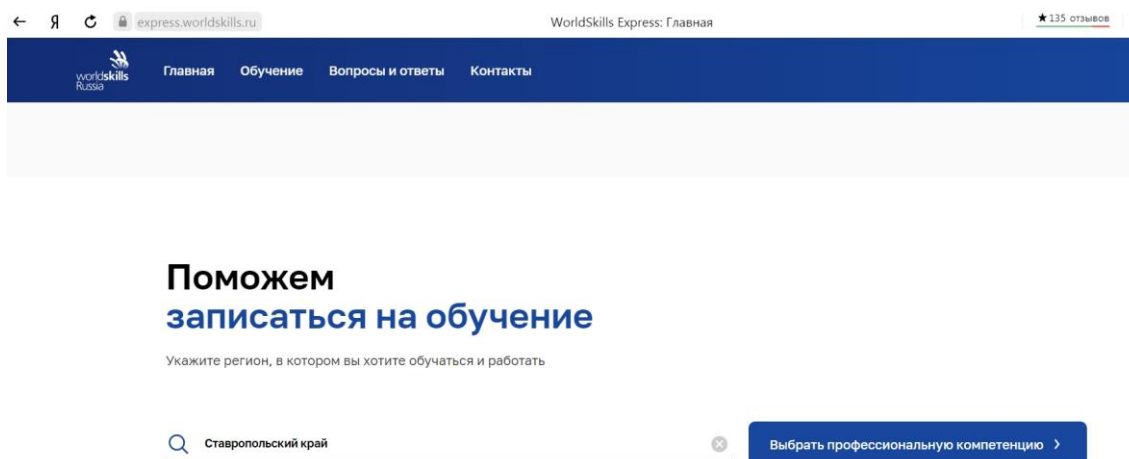 express.worldskills.ru WorldSkills Express: Главная ★135 отзывов
worldskills
Russia
Главная Обучение Вопросы и ответы Контакты
Поможем
записаться на обучение
Укажите регион, в котором вы хотите обучаться и работать
Ставропольский край Выбрать профессиональную компетенцию >